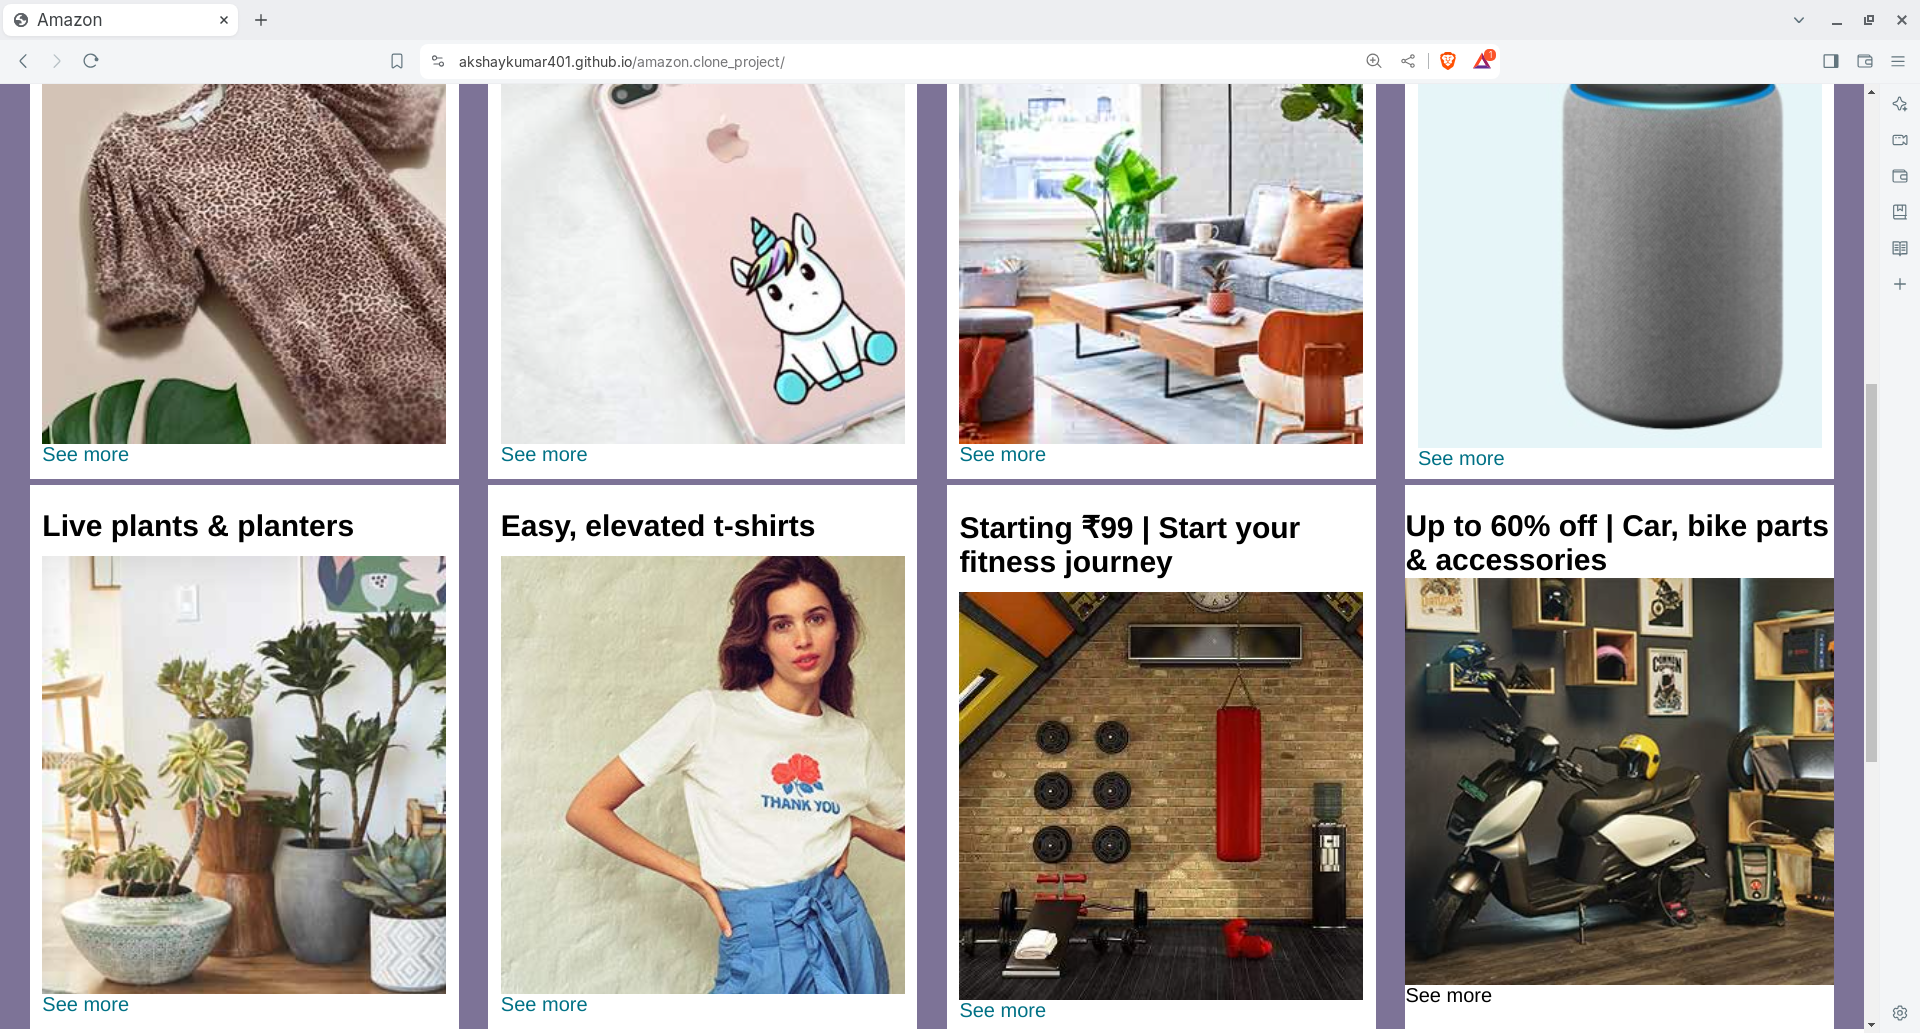 Amazon
akshaykumar401.github.io/amazon.clone_project/
1
See more
See more
See more
See more
Live plants & planters
Easy, elevated t-shirts
Starting ₹99 | Start your
fitness journey
Up to 60% off | Car, bike parts
& accessories
THANK YOU
See more
See more
See more
See more